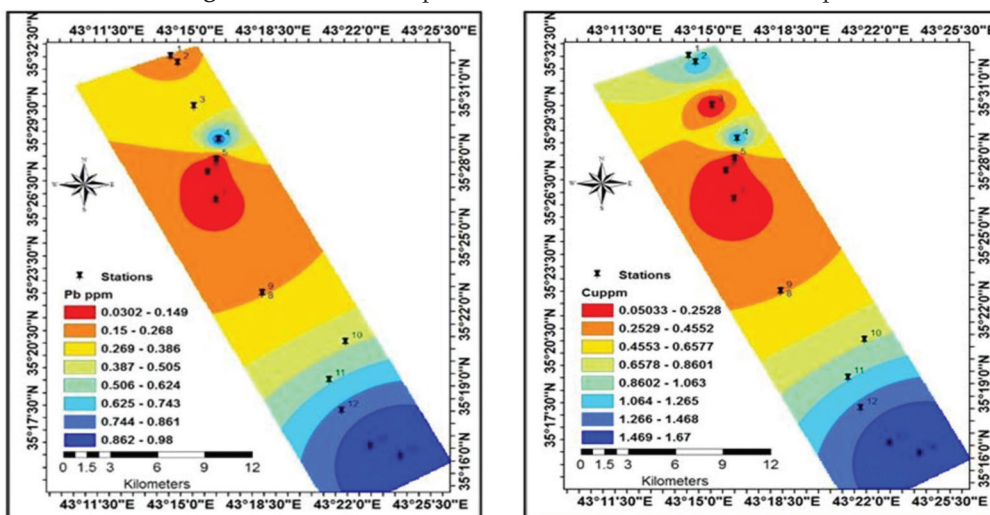 43°11'30"E 43°15'0"E 43°18'30"E 43°22'0"E 43°25'30"E
35°32'30"N
35°31'0"N
35°29'30"N
35°28'0"N
35°26'30"N
35°25'0"N
35°23'30"N
35°22'0"N
35°20'30"N
35°19'0"N
35°17'30"N
35°16'0"N
1
2
3
4
5
9
8
10
11
12
N
E
S
Stations
Pb ppm
0.0302 - 0.149
0.15 - 0.268
0.269 - 0.386
0.387 - 0.505
0.506 - 0.624
0.625 - 0.743
0.744 - 0.861
0.862 - 0.98
0 1.5 3 6 9 12
Kilometers
43°11'30"E 43°15'0"E 43°18'30"E 43°22'0"E 43°25'30"E
43°11'30"E 43°15'0"E 43°18'30"E 43°22'0"E 43°25'30"E
35°32'30"N
35°31'0"N
35°29'30"N
35°28'0"N
35°26'30"N
35°25'0"N
35°23'30"N
35°22'0"N
35°20'30"N
35°19'0"N
35°17'30"N
35°16'0"N
1
2
4
5
9
8
10
11
12
N
E
S
Stations
Cuppm
0.05033 - 0.2528
0.2529 - 0.4552
0.4553 - 0.6577
0.6578 - 0.8601
0.8602 - 1.063
1.064 - 1.265
1.266 - 1.468
1.469 - 1.67
0 1.5 3 6 9 12
Kilometers
43°11'30"E 43°15'0"E 43°18'30"E 43°22'0"E 43°25'30"E